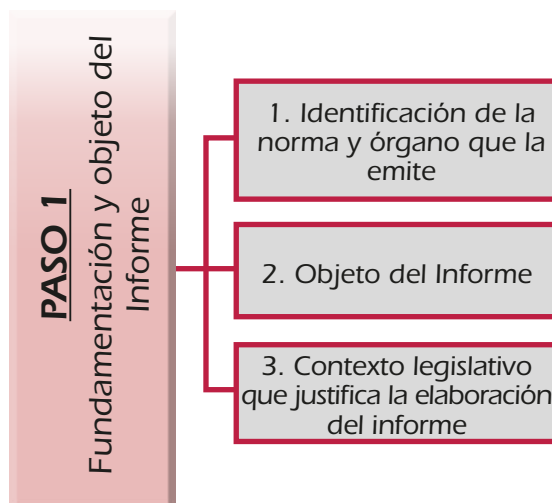 PASO 1
Fundamentación y objeto del
Informe
1. Identificación de la
norma y órgano que la
emite
2. Objeto del Informe
3. Contexto legislativo
que justifica la elaboración
del informe